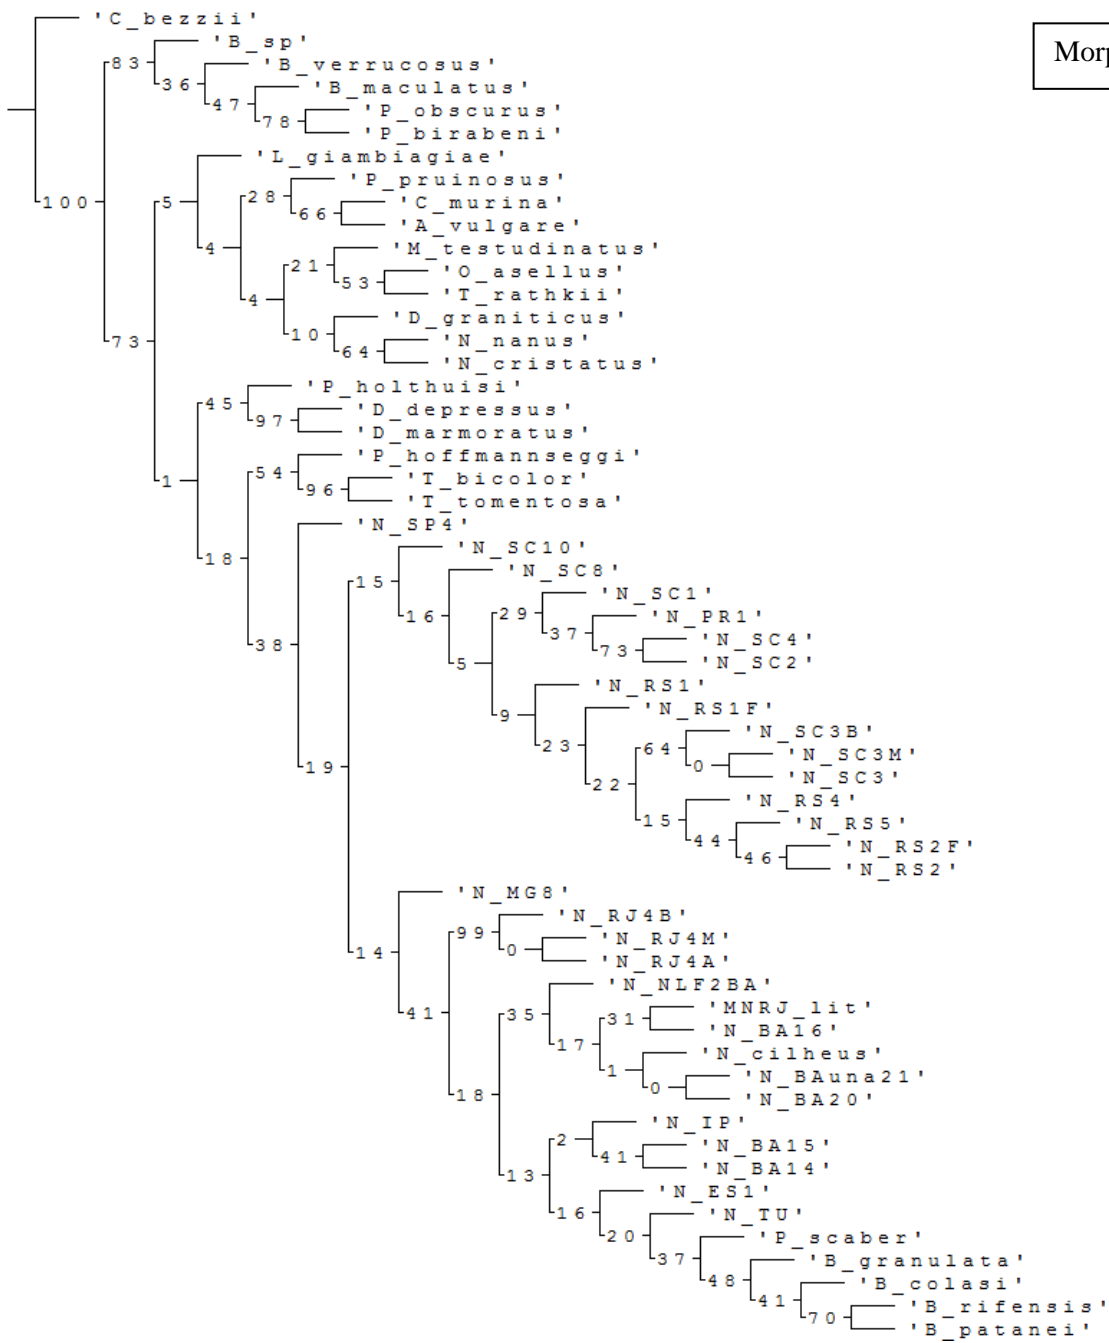 'C_bezzii'
'B_sp'
Morp
83
'B_verrucosus'
36
'B_maculatus'
47
'P_obscurus'
78
'P_birabeni'
'L_giambiagiae'
'P_pruinosus'
28
100
5
'C_murina'
66
'A_vulgare'
4
'M_testudinatus'
21
'O_asellus'
53
'T_rathkii'
4
'D_graniticus'
10
73
'N_nanus'
64
'N_cristatus'
'P_holthuisi'
45
'D_depressus'
97
'D_marmoratus'
'P_hoffmannseggi'
54
1
'T_bicolor'
96
'T_tomentosa'
'N_SP4'
'N_SC10'
18
'N_SC8'
15
'N_SC1'
29
16
'N_PR1'
37
'N_SC4'
38
73
5
'N_SC2'
'N_RS1'
'N_RS1F'
9
'N_SC3B'
23
64
'N_SC3M'
19
0
'N_SC3'
22
'N_RS4'
15
'N_RS5'
44
'N_RS2F'
46
'N_RS2'
'N_MG8'
'N_RJ4B'
99
'N_RJ4M'
14
0
'N_RJ4A'
'N_NLF2BA'
'MNRJ_lit'
41
35
31
'N_BA16'
17
'N_cilheus'
1
'N_BAuna21'
18
0
'N_BA20'
'N_IP'
2
'N_BA15'
41
'N_BA14'
13
'N_ES1'
16
'N_TU'
20
'P_scaber'
37
'B_granulata'
48
'B_colasi'
41
'B_rifensis'
70
'B_patanei'